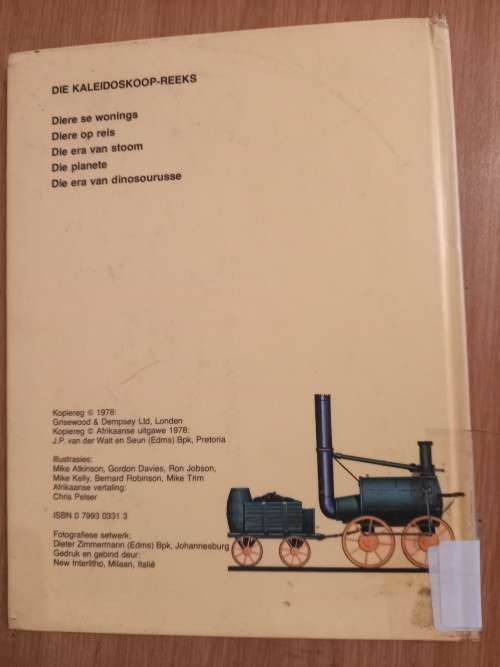 DIE KALEIDOSKOOP-REEKS
Diere se wonings
Diere op reis
Die era van stoom
Die planete
Die era van dinosourusse
Kopiereg © 1978:
Grisewood & Dempsey Ltd, Londen
Kopiereg © Afrikaanse uitgawe 1978:
J.P. van der Walt en Seun (Edms) Bpk, Pretoria
Illustrasies:
Mike Atkinson, Gordon Davies, Ron Jobson,
Mike Kelly, Bernard Robinson, Mike Trim
Afrikaanse vertaling:
Chris Pelser
ISBN 0 7993 0331 3
Fotografiese setwerk:
Dieter Zimmermann (Edms) Bpk, Johannesburg
Gedruk en gebind deur:
New Interlitho, Milaan, Italië